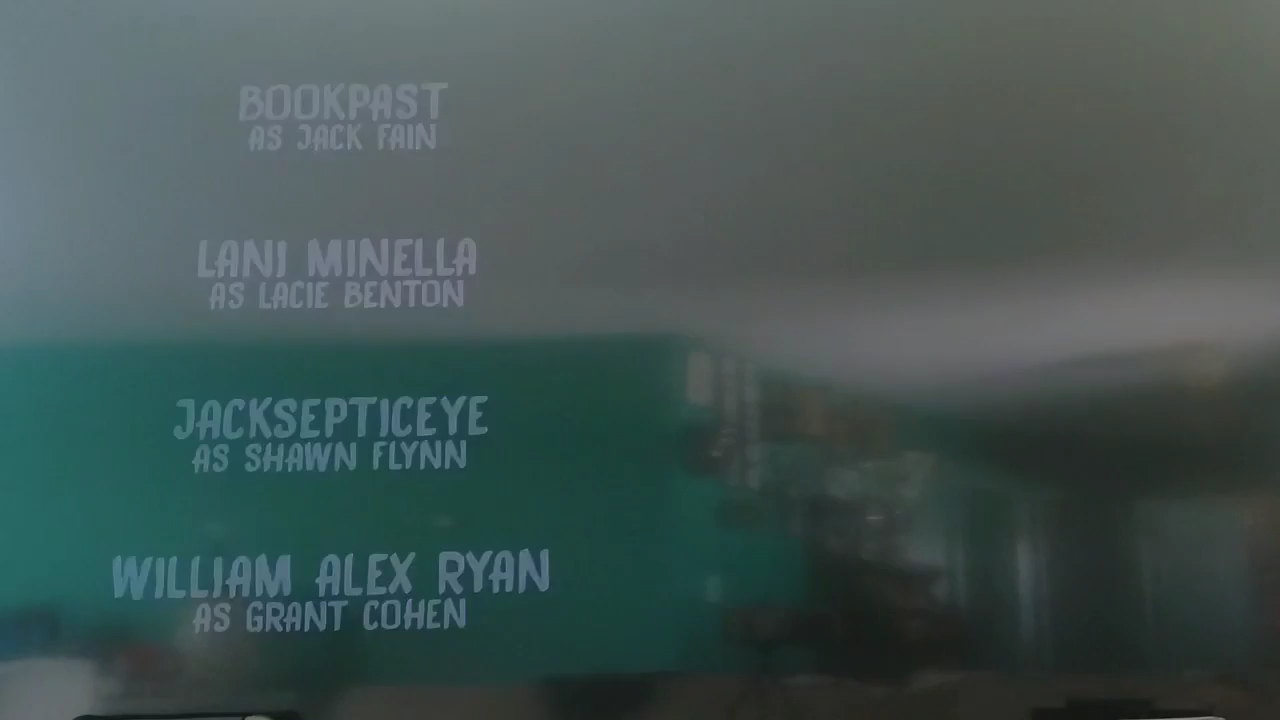 BOOKPAST
AS JACK FAIN
LANI MINELLA
AS LACIE BENTON
JACKSEPTICEYE
AS SHAWN FLYNN
WILLIAM ALEX RYAN
AS GRANT COHEN